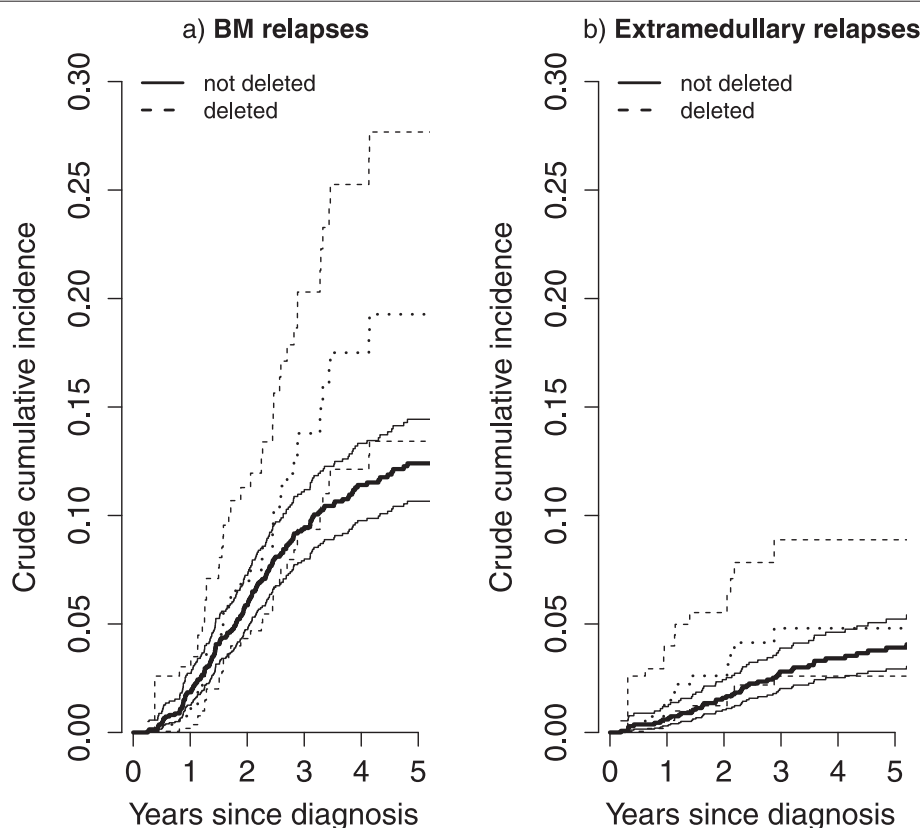 a) BM relapses
not deleted
deleted
Crude cumulative incidence
0.30
0.25
0.20
0.15
0.10
0.05
0.00
0 1 2 3 4 5
Years since diagnosis
b) Extramedullary relapses
not deleted
deleted
Crude cumulative incidence
0.30
0.25
0.20
0.15
0.10
0.05
0.00
0 1 2 3 4 5
Years since diagnosis